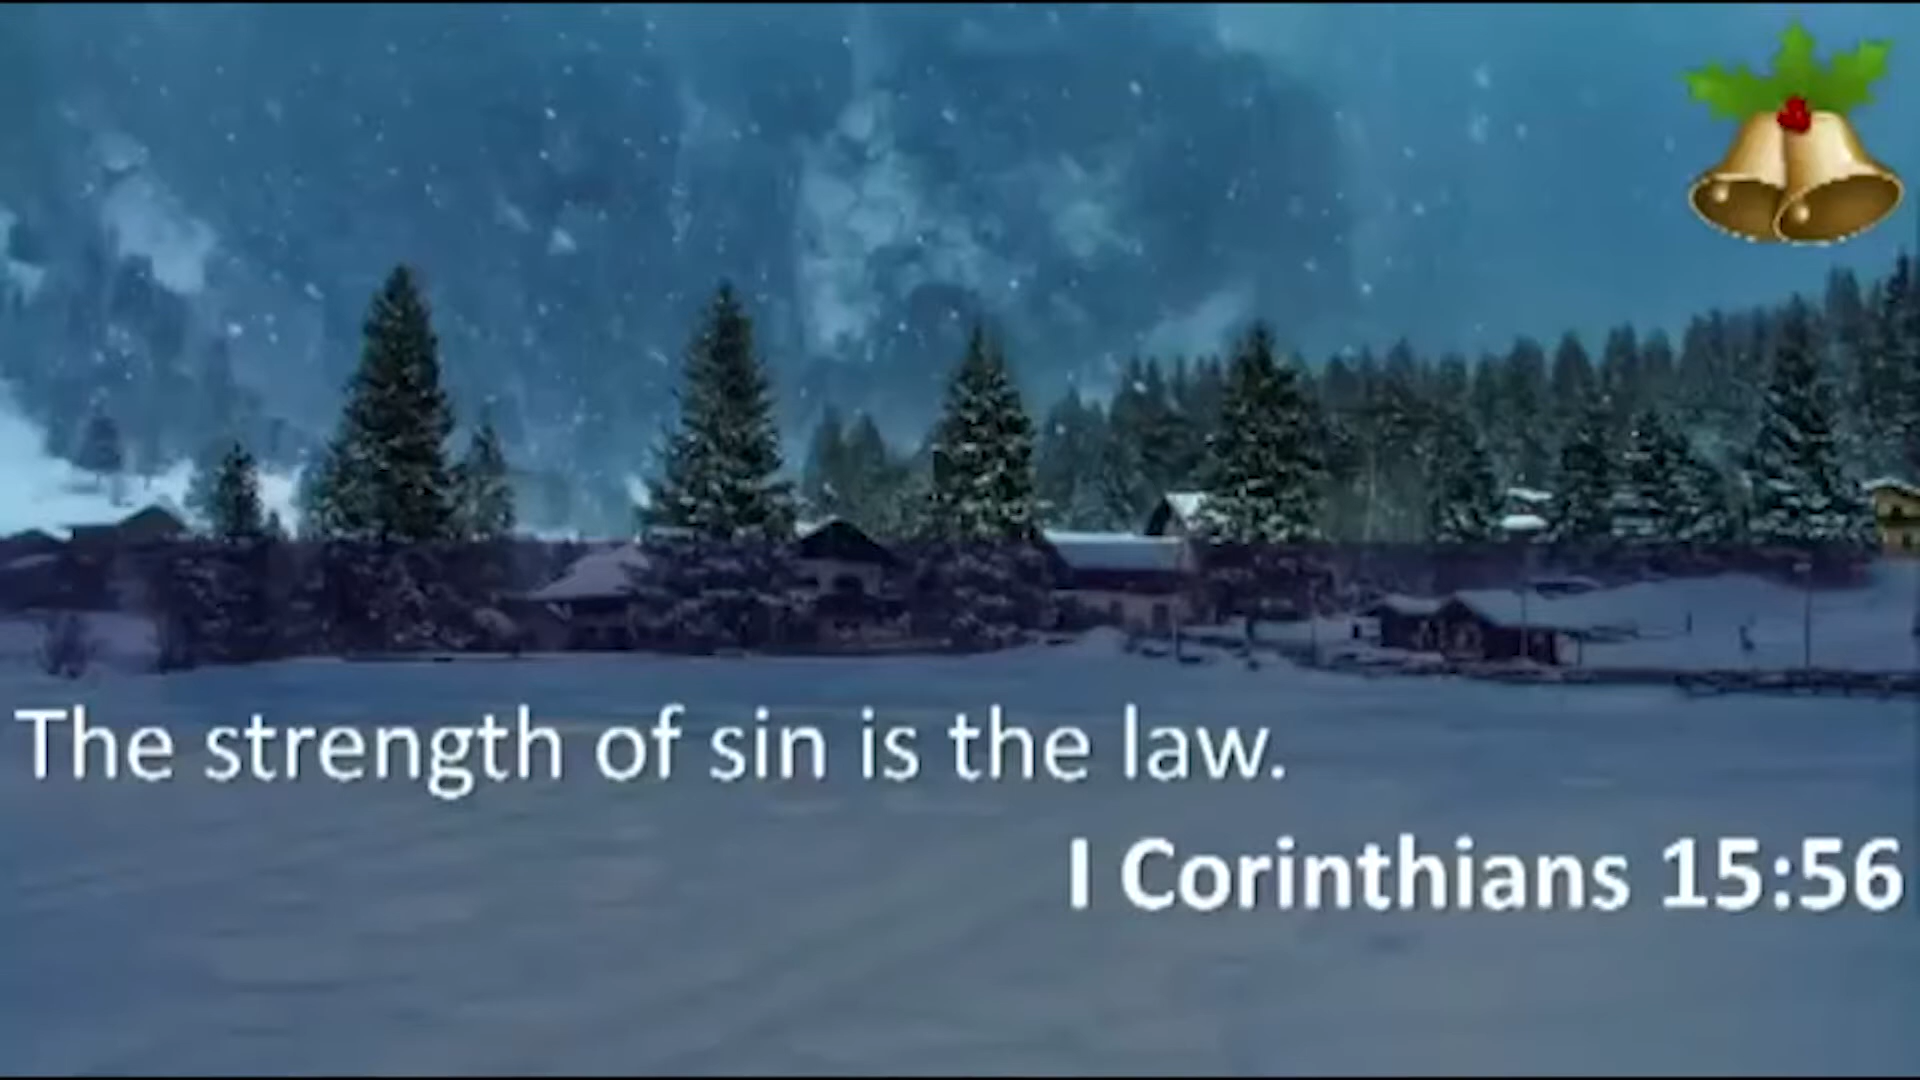 The strength of sin is the law.
I Corinthians 15:56